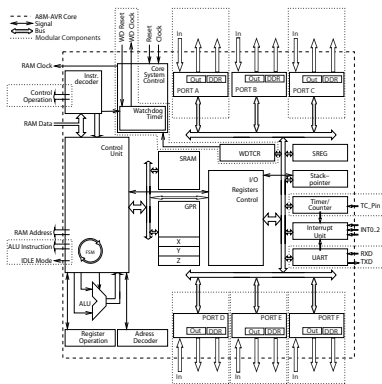 A8M-AVR Core
Signal
Bus
Modular Components
WD Reset
WD Clock
Reset
Clock
In
In
In
RAM Clock
Instr.
decoder
Core
System
Control
Out DDR
PORT A
Out DDR
PORT B
Out DDR
PORT C
Control
Operation
Watchdog
Timer
RAM Data
Control
Unit
SRAM
WDTCR
SREG
I/O
Registers
Control
Stack-
pointer
GPR
Timer/
Counter
TC_Pin
X
Y
Z
Interrupt
Unit
INT0..2
RAM Address
ALU Instruction
IDLE Mode
FSM
UART
RXD
TXD
ALU
Register
Operation
Adress
Decoder
PORT D
Out DDR
PORT E
Out DDR
PORT F
Out DDR
In
In
In